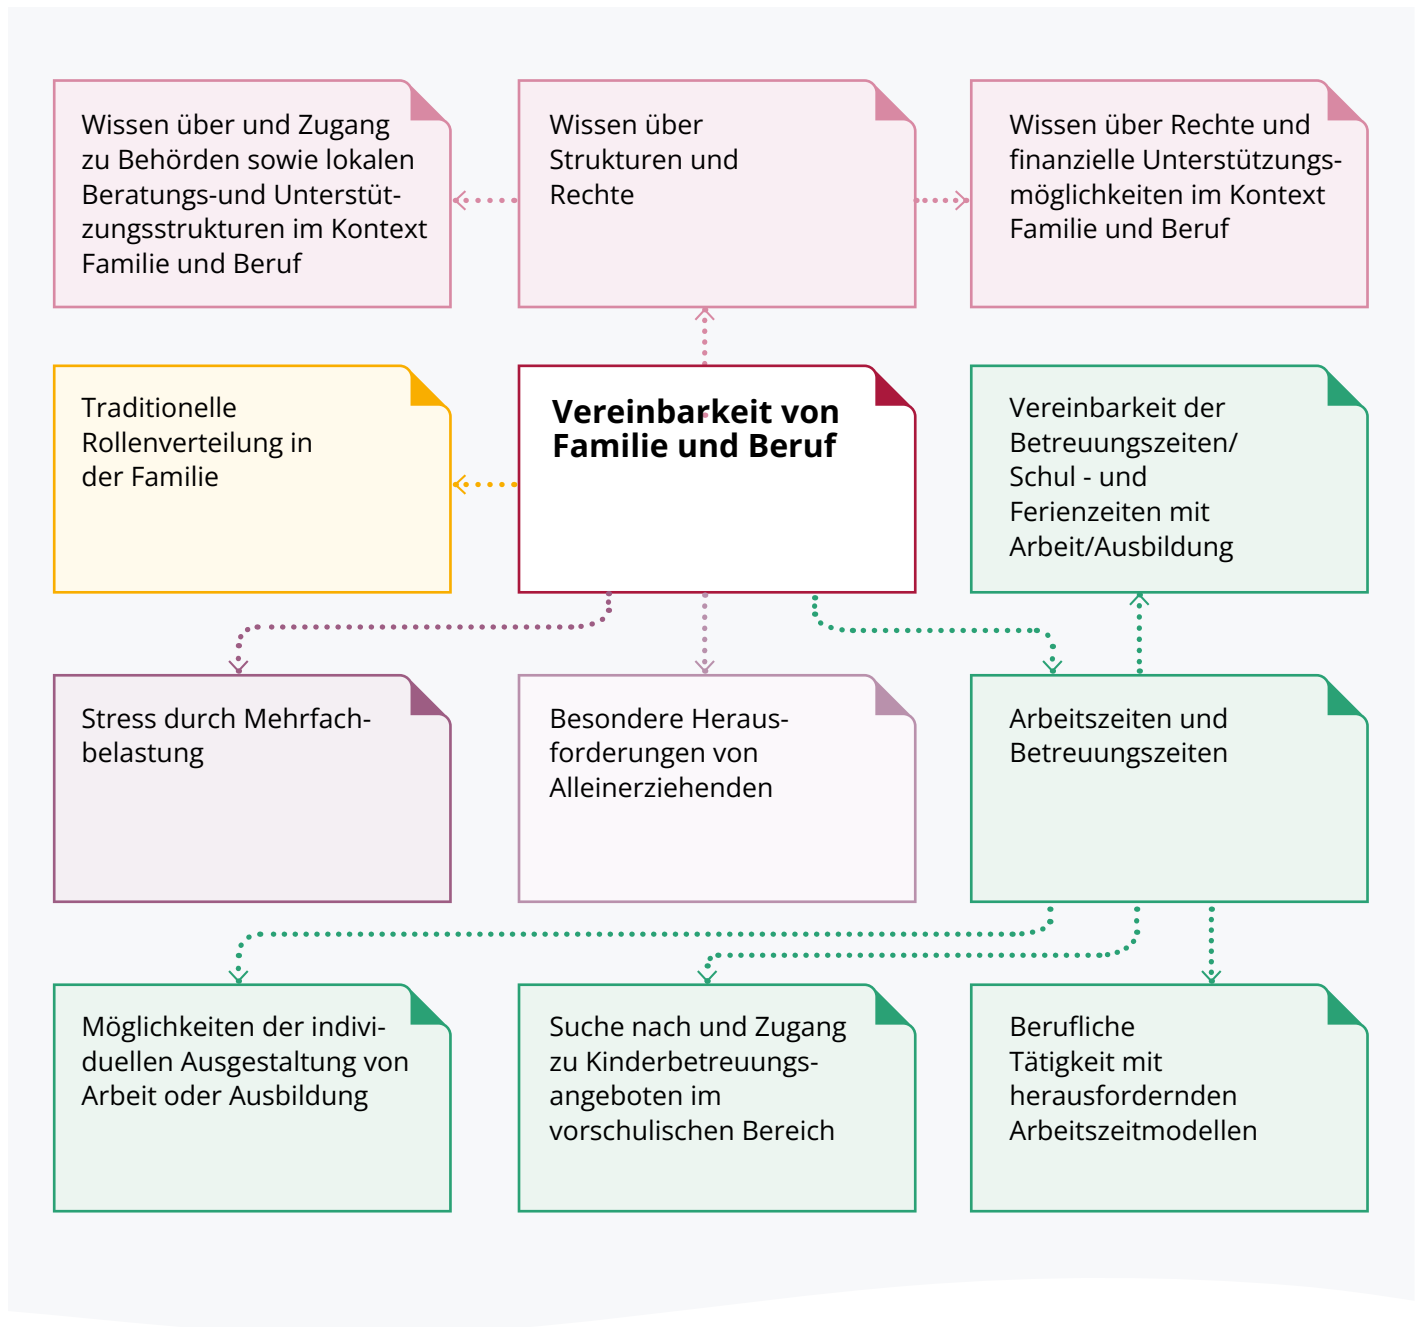 Wissen über und Zugang
zu Behörden sowie lokalen
Beratungs-und Unterstüt-
zungsstrukturen im Kontext
Familie und Beruf
Wissen über
Strukturen und
Rechte
Wissen über Rechte und
finanzielle Unterstützungs-
möglichkeiten im Kontext
Familie und Beruf
Traditionelle
Rollenverteilung in
der Familie
Vereinbarkeit von
Familie und Beruf
Vereinbarkeit der
Betreuungszeiten/
Schul - und
Ferienzeiten mit
Arbeit/Ausbildung
Stress durch Mehrfach-
belastung
Besondere Heraus-
forderungen von
Alleinerziehenden
Arbeitszeiten und
Betreuungszeiten
Möglichkeiten der indivi-
duellen Ausgestaltung von
Arbeit oder Ausbildung
Suche nach und Zugang
zu Kinderbetreuungs-
angeboten im
vorschulischen Bereich
Berufliche
Tätigkeit mit
herausfordernden
Arbeitszeitmodellen